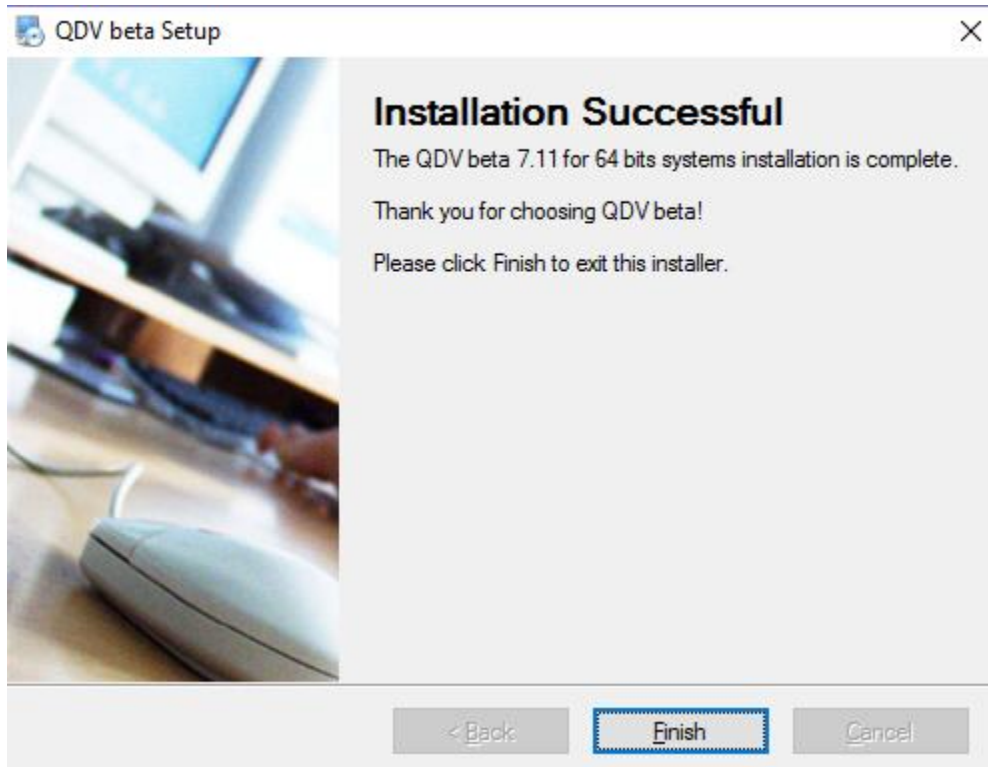 QDV beta Setup
Installation Successful
The QDV beta 7.11 for 64 bits systems installation is complete.
Thank you for choosing QDV beta!
Please click Finish to exit this installer.
< Back
Finish
Cancel